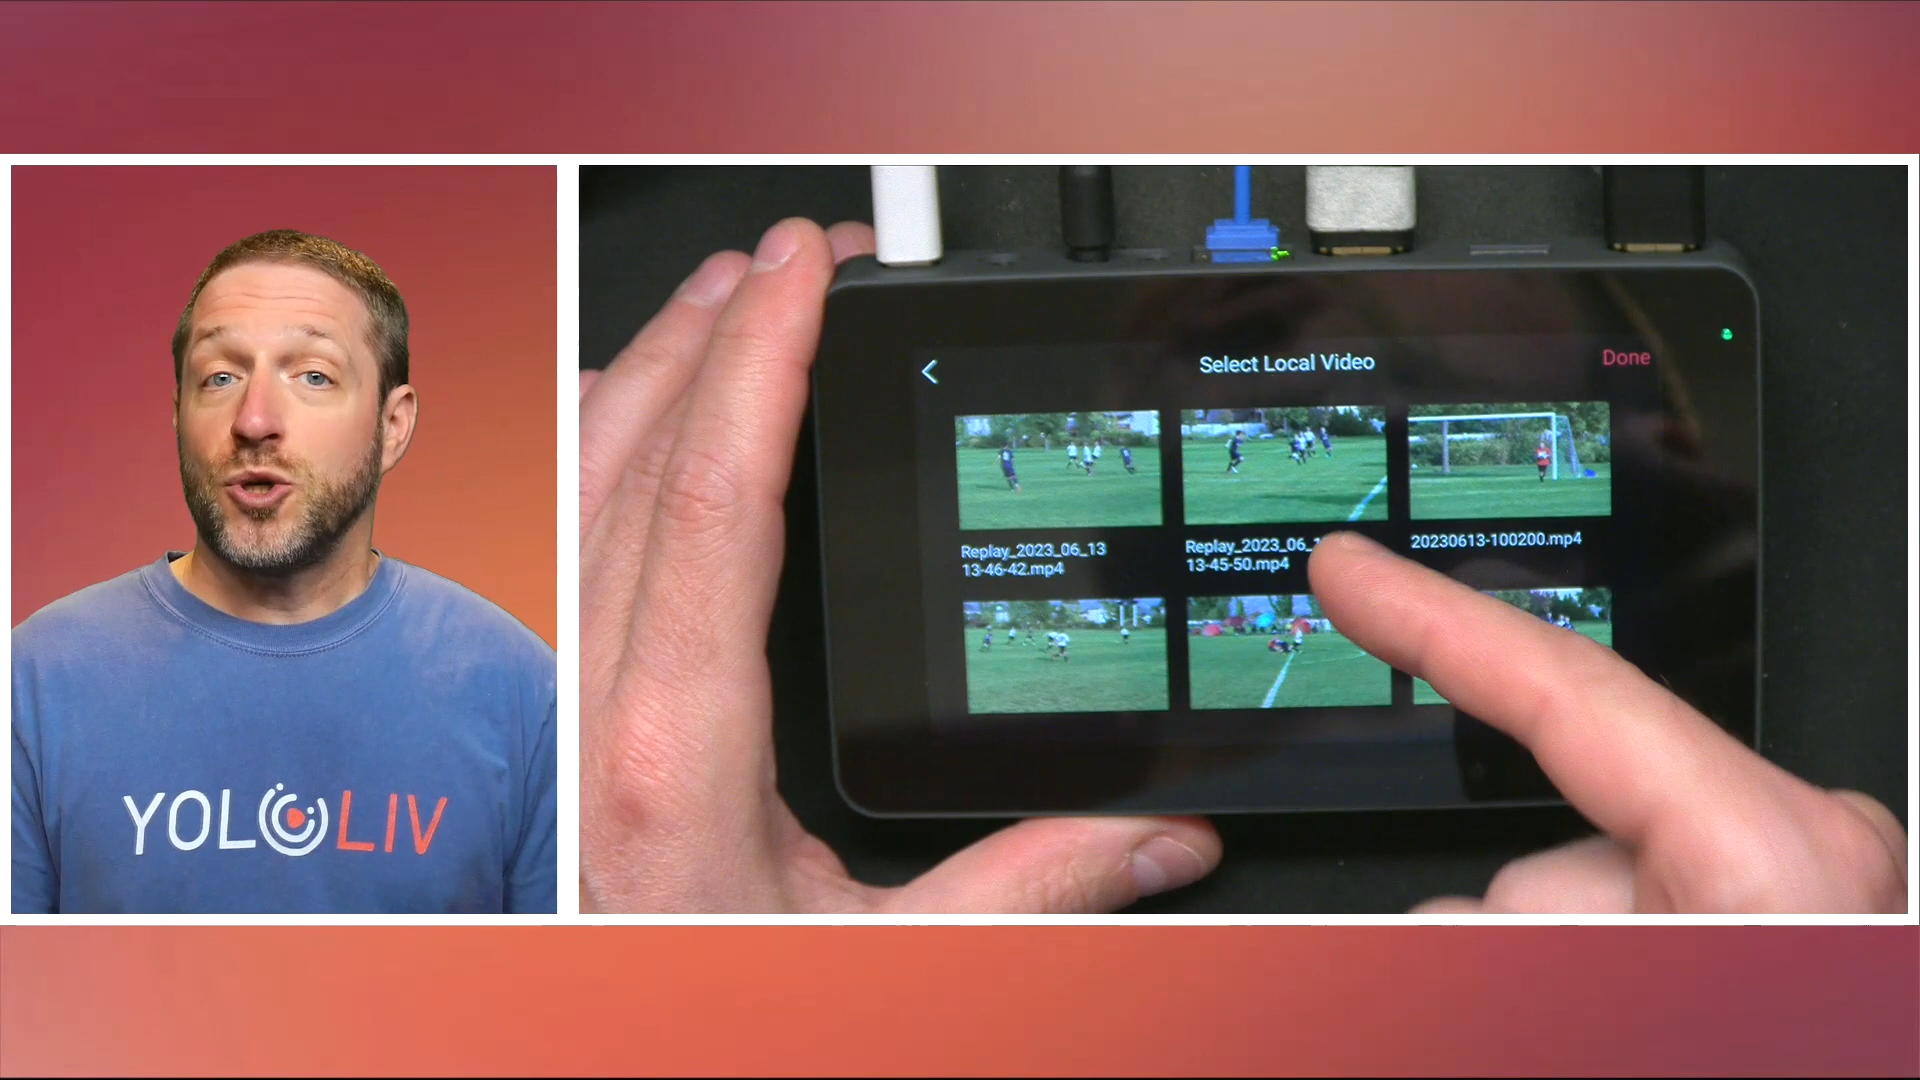 Select Local Video
Done
Replay_2023_06_13
13-46-42.mp4
Replay_2023_06_
13-45-50.mp4
20230613-100200.mp4
YOLOLIV